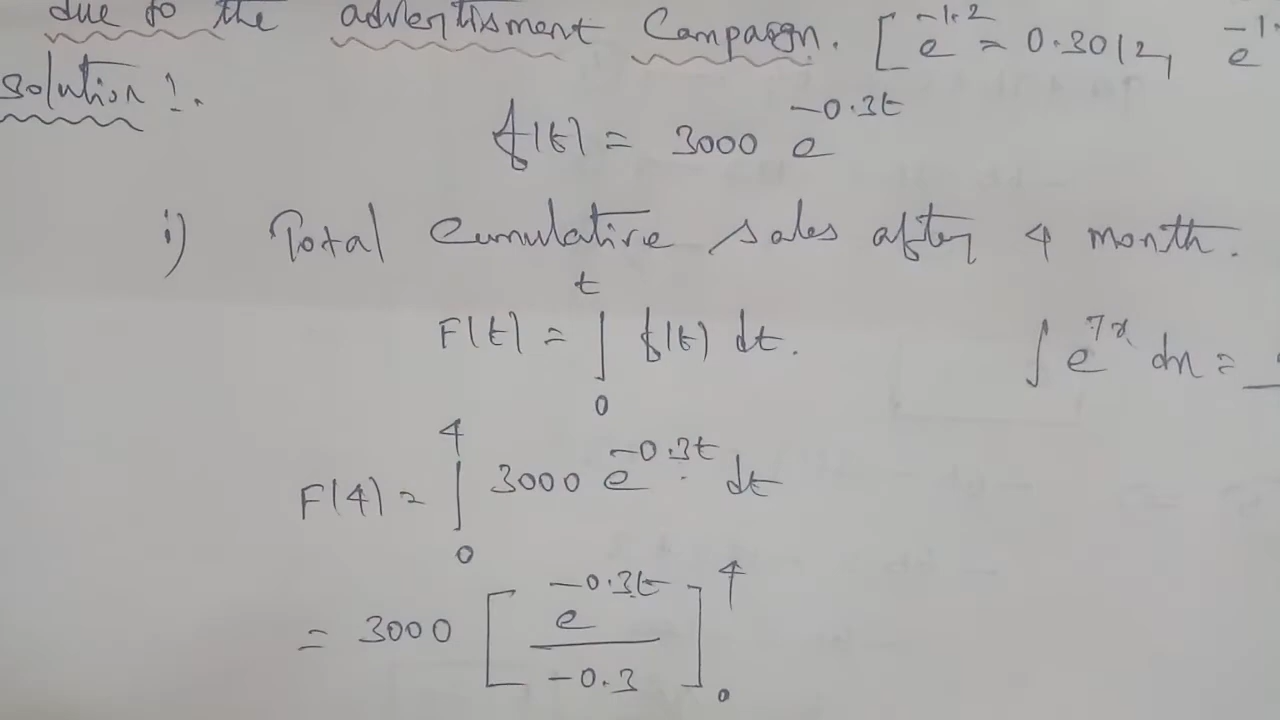 due to the advertisment Campaign. [e^-1.2 = 0.3012, e^-1.
Solution:.
f(t) = 3000 e^-0.3t
i) Total Cumulative sales after 4 month.
F(t) = ∫_0^t f(t) dt.
∫ e^7x dx =
F(4) = ∫_0^4 3000 e^-0.3t dt
= 3000 [e^-0.3t / -0.3]_0^4